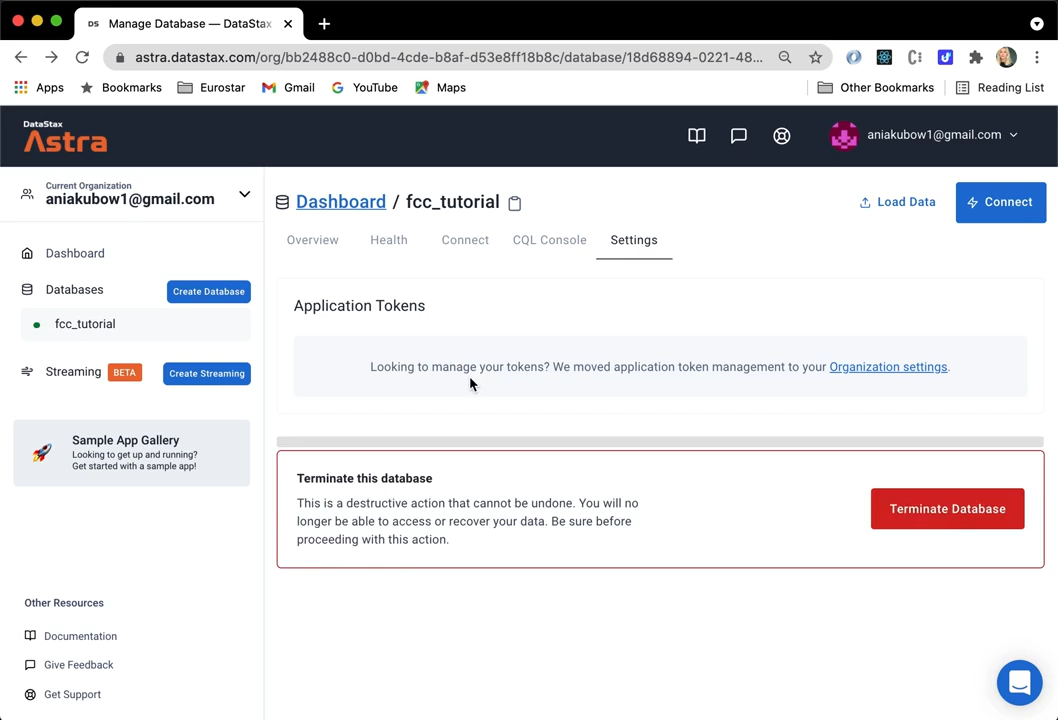 DS Manage Database — DataStax
astra.datastax.com/org/bb2488c0-d0bd-4cde-b8af-d53e8ff18b8c/database/18d68894-0221-48...
Apps Bookmarks Eurostar Gmail YouTube Maps Other Bookmarks Reading List
DataStax
Astra
aniakubow1@gmail.com
Current Organization
aniakubow1@gmail.com
Dashboard
Databases Create Database
fcc_tutorial
Streaming BETA Create Streaming
Sample App Gallery
Looking to get up and running?
Get started with a sample app!
Other Resources
Documentation
Give Feedback
Get Support
Dashboard / fcc_tutorial Load Data Connect
Overview Health Connect CQL Console Settings
Application Tokens
Looking to manage your tokens? We moved application token management to your Organization settings.
Terminate this database
This is a destructive action that cannot be undone. You will no
longer be able to access or recover your data. Be sure before
proceeding with this action.
Terminate Database